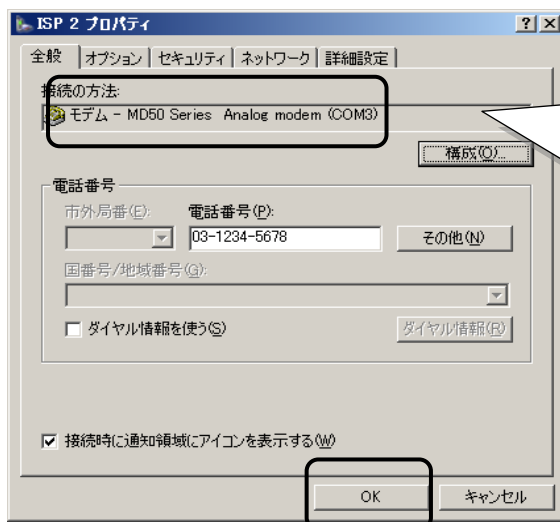 ISP 2 プロパティ
全般 オプション セキュリティ ネットワーク 詳細設定
接続の方法:
モデム - MD50 Series Analog modem (COM3)
構成(O)...
電話番号
市外局番(E): 電話番号(P):
03-1234-5678 その他(N)
国番号/地域番号(G):
ダイヤル情報を使う(S) ダイヤル情報(R)
接続時に通知領域にアイコンを表示する(W)
OK キャンセル